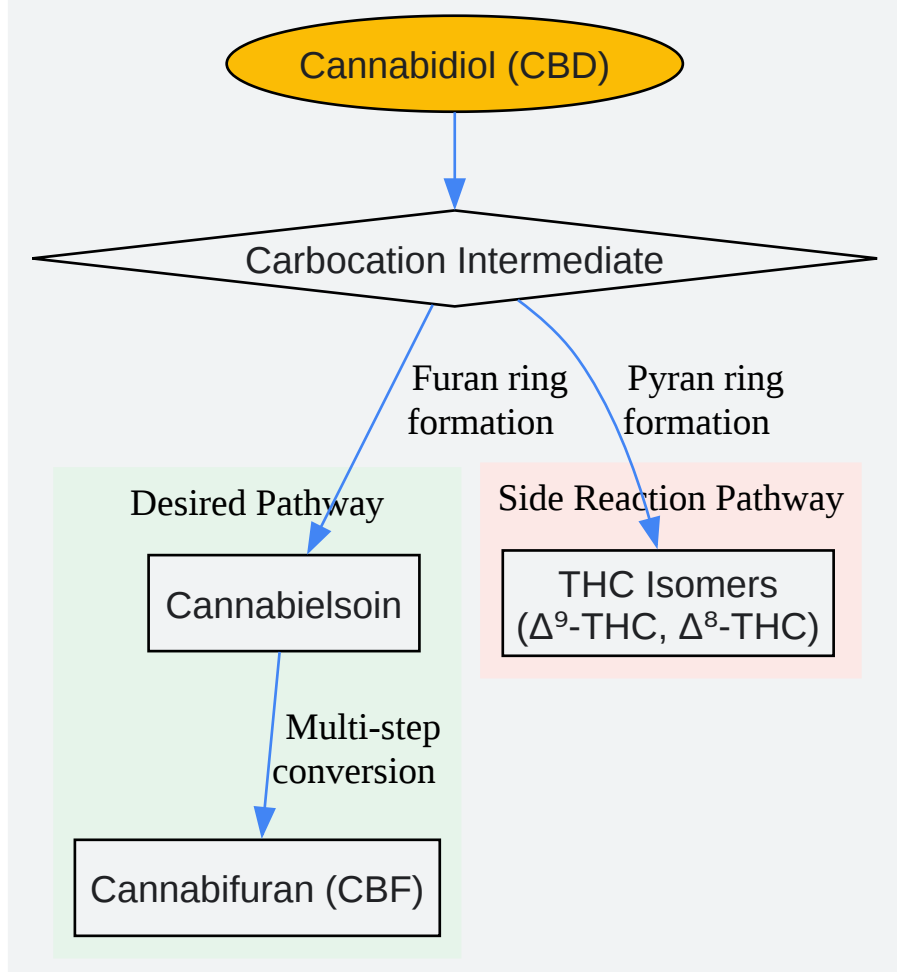 Cannabidiol (CBD)
Carbocation Intermediate
Furan ring
formation
Pyran ring
formation
Desired Pathway
Side Reaction Pathway
Cannabielsoin
THC Isomers
(Δ⁹-THC, Δ⁸-THC)
Multi-step
conversion
Cannabifuran (CBF)